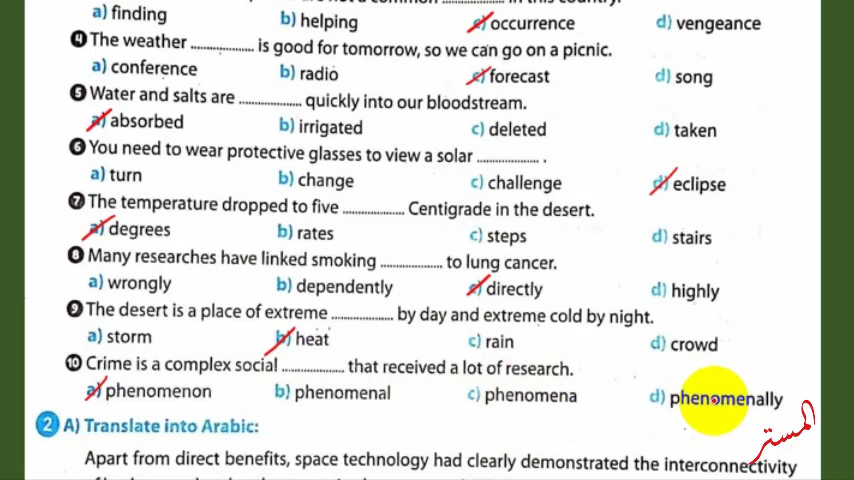 in this country.
a) finding b) helping c) occurrence d) vengeance
4 The weather ............... is good for tomorrow, so we can go on a picnic.
a) conference b) radio c) forecast d) song
5 Water and salts are ............... quickly into our bloodstream.
a) absorbed b) irrigated c) deleted d) taken
6 You need to wear protective glasses to view a solar ............... .
a) turn b) change c) challenge d) eclipse
7 The temperature dropped to five ............... Centigrade in the desert.
a) degrees b) rates c) steps d) stairs
8 Many researches have linked smoking ............... to lung cancer.
a) wrongly b) dependently c) directly d) highly
9 The desert is a place of extreme ............... by day and extreme cold by night.
a) storm b) heat c) rain d) crowd
10 Crime is a complex social ............... that received a lot of research.
a) phenomenon b) phenomenal c) phenomena d) phenomenally
المستر
2 A) Translate into Arabic:
Apart from direct benefits, space technology had clearly demonstrated the interconnectivity